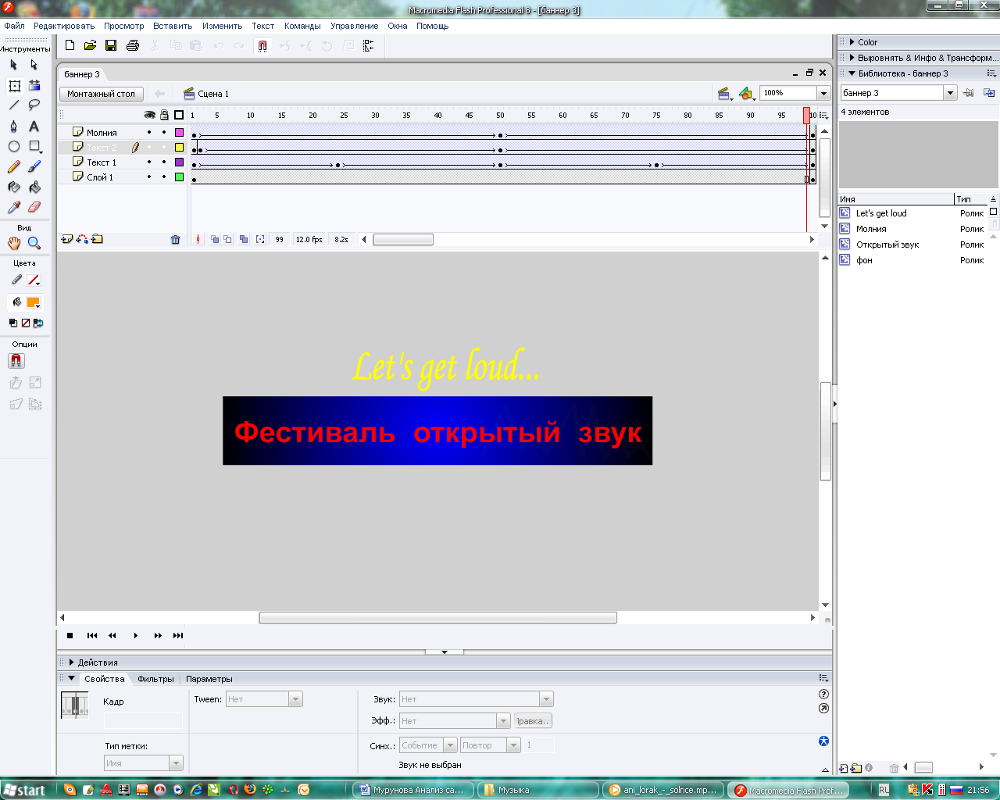 Macromedia Flash Professional 8 - [баннер 3]
Файл Редактировать Просмотр Вставить Изменить Текст Команды Управление Окна Помощь
Инструменты
Вид
Цвета
Опции
баннер 3
Монтажный стол Сцена 1 100%
1 5 10 15 20 25 30 35 40 45 50 55 60 65 70 75 80 85 90 95 10
Молния
Текст 2
Текст 1
Слой 1
99 12.0 fps 8.2s
Let's get loud...
Фестиваль открытый звук
Действия
Свойства Фильтры Параметры
Кадр
Тип метки:
Имя
Tween: Нет
Звук: Нет
Эфф.: Нет Правка..
Синх.: Событие Повтор 1
Звук не выбран
Color
Выровнять & Инфо & Трансформ...
Библиотека - баннер 3
баннер 3
4 элементов
Имя Тип
Let's get loud Ролик
Молния Ролик
Открытый звук Ролик
фон Ролик
start Мурунова Анализ са... Музыка ani_lorak_-_solnce.mp... Macromedia Flash Prof... RL 21:56